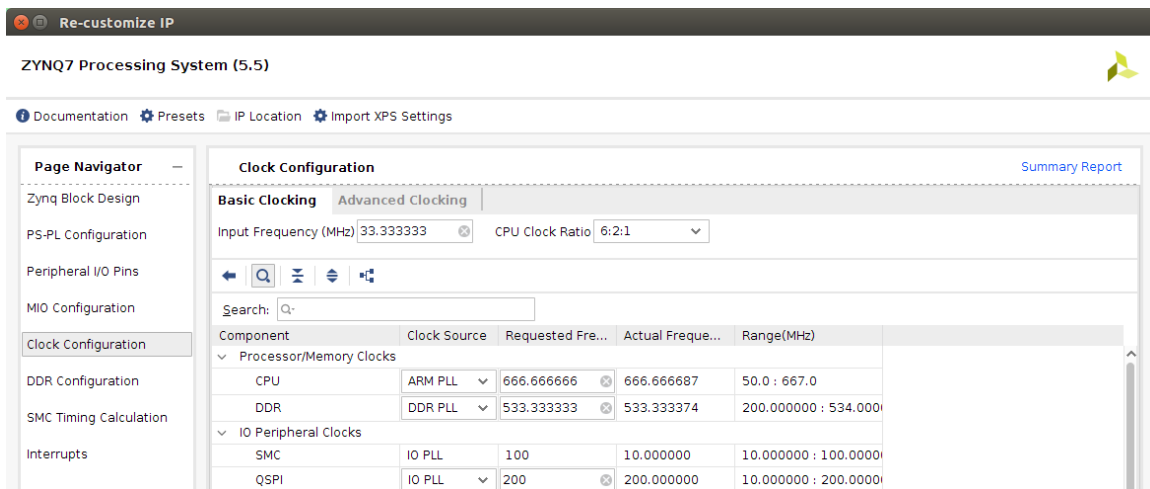 Re-customize IP
ZYNQ7 Processing System (5.5)
Documentation Presets IP Location Import XPS Settings
Page Navigator
Zynq Block Design
PS-PL Configuration
Peripheral I/O Pins
MIO Configuration
Clock Configuration
DDR Configuration
SMC Timing Calculation
Interrupts
Clock Configuration Summary Report
Basic Clocking Advanced Clocking
Input Frequency (MHz) 33.333333 CPU Clock Ratio 6:2:1
Search: Q-
Component Clock Source Requested Fre... Actual Freque... Range(MHz)
Processor/Memory Clocks
CPU ARM PLL 666.666666 666.666687 50.0 : 667.0
DDR DDR PLL 533.333333 533.333374 200.000000 : 534.000
IO Peripheral Clocks
SMC IO PLL 100 10.000000 10.000000 : 100.0000
QSPI IO PLL 200 200.000000 10.000000 : 200.0000